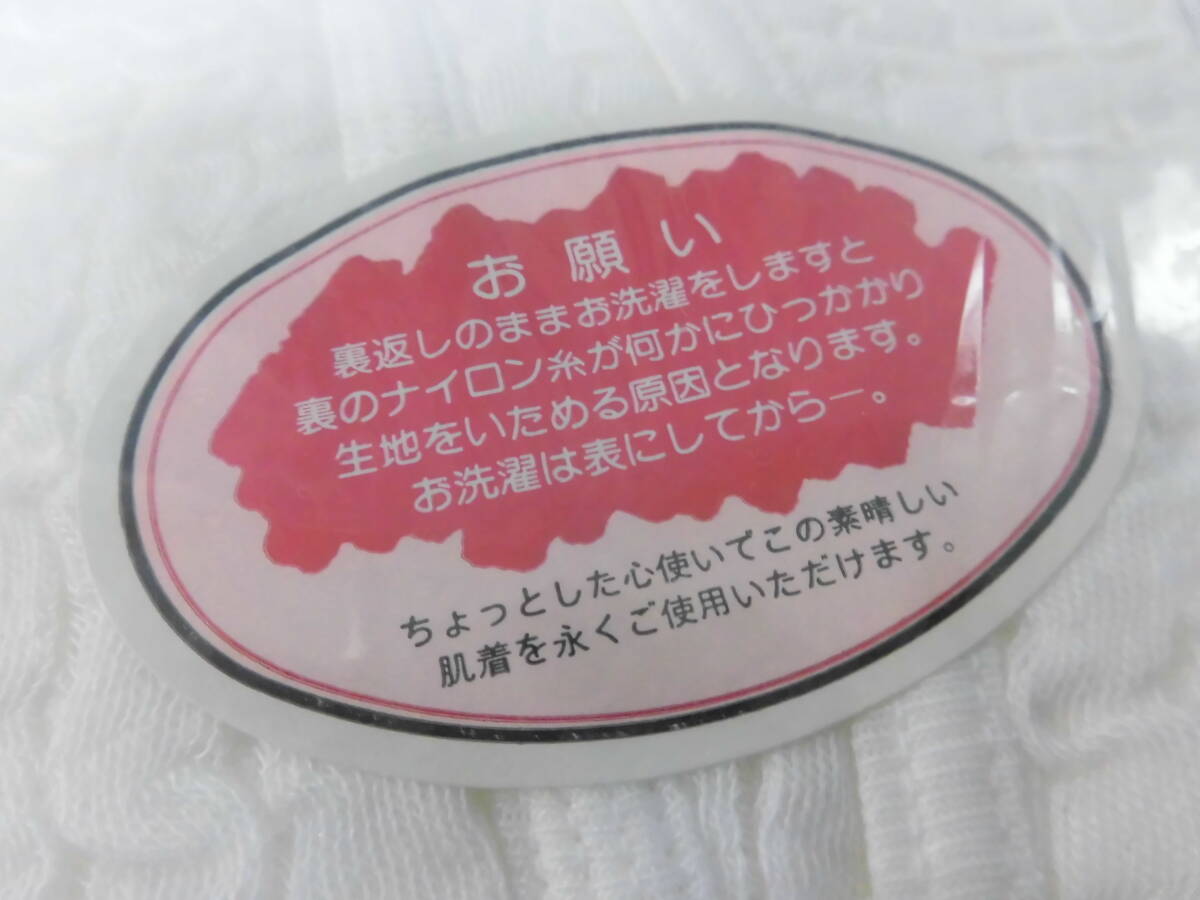 お願い
裏返しのままお洗濯をしますと
裏のナイロン糸が何かにひっかかり
生地をいためる原因となります。
お洗濯は表にしてからー。
ちょっとした心使いでこの素晴しい
肌着を永くご使用いただけます。